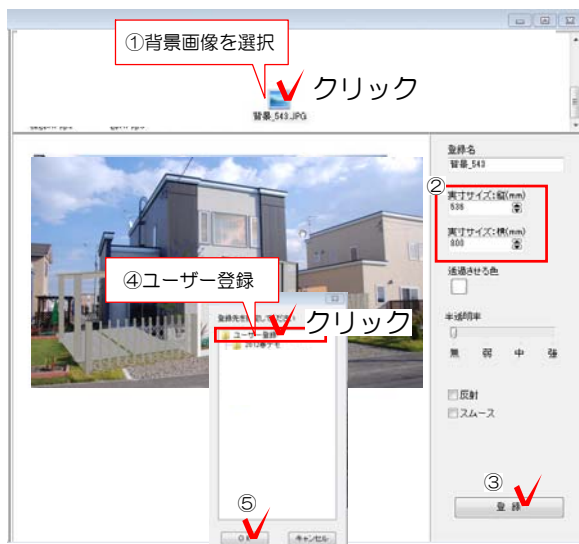 ①背景画像を選択
クリック
背景_543.JPG
登録名
背景_543
②
実寸サイズ:縦(mm)
536
実寸サイズ:横(mm)
800
透過させる色
半透明率
無 弱 中 強
反射
スムース
③
登 録
④ユーザー登録
クリック
ユーザー登録
⑤
OK
キャンセル